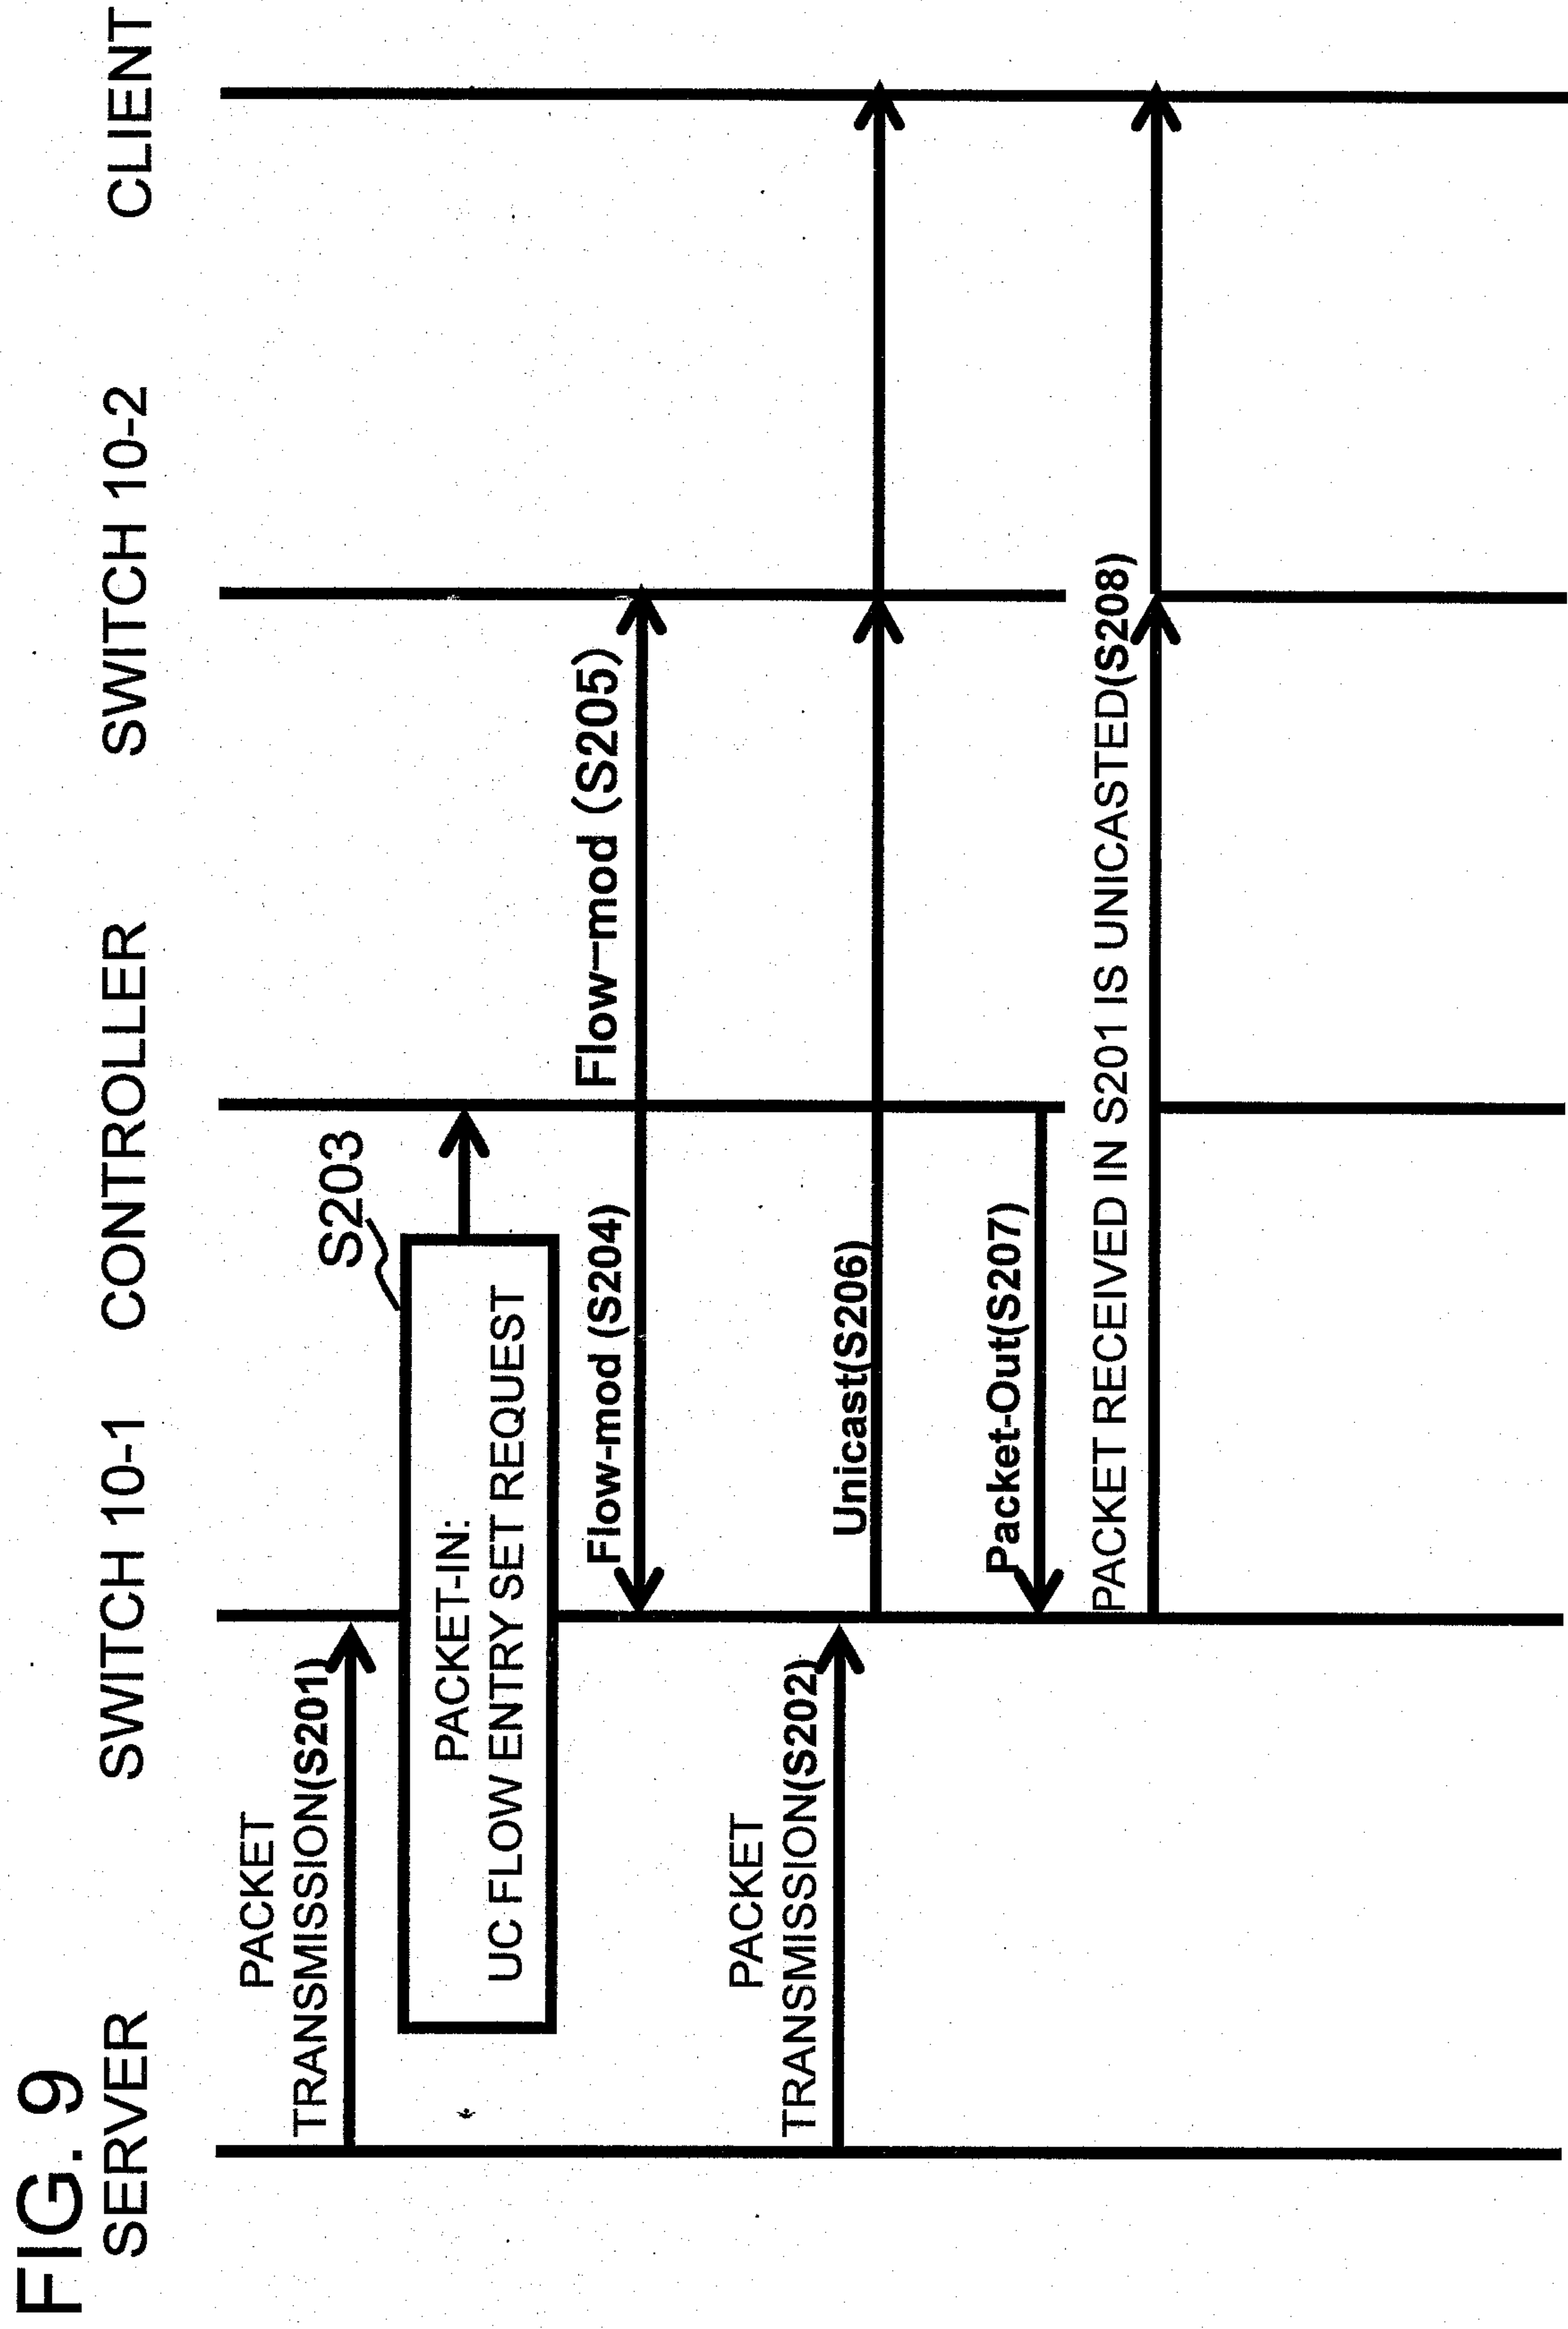 FIG. 9
SERVER
SWITCH 10-1
CONTROLLER
SWITCH 10-2
CLIENT
PACKET
TRANSMISSION(S201)
S203
PACKET-IN:
UC FLOW ENTRY SET REQUEST
Flow-mod (S204)
Flow-mod (S205)
PACKET
TRANSMISSION(S202)
Unicast(S206)
Packet-Out(S207)
PACKET RECEIVED IN S201 IS UNICASTED(S208)